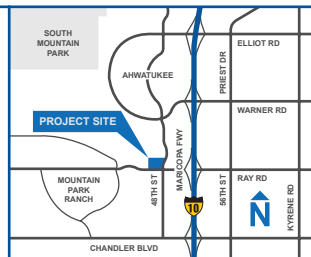 SOUTH
MOUNTAIN
PARK
ELLIOT RD
AHWATUKEE
PRIEST DR
WARNER RD
PROJECT SITE
MARICOPA FWY
MOUNTAIN
PARK
RANCH
48TH ST
56TH ST
RAY RD
KYRENE RD
10
N
CHANDLER BLVD